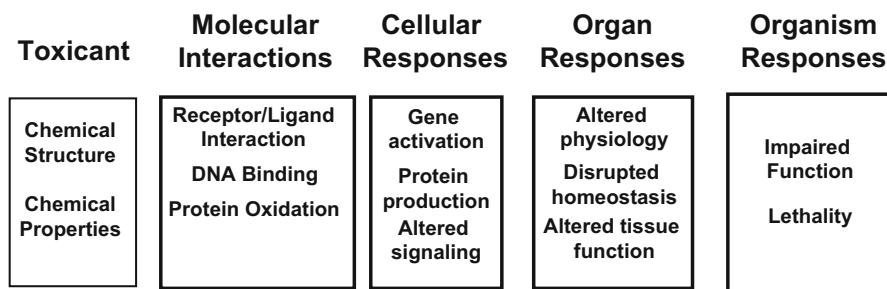 Toxicant
Molecular
Interactions
Cellular
Responses
Organ
Responses
Organism
Responses
Chemical
Structure
Chemical
Properties
Receptor/Ligand
Interaction
DNA Binding
Protein Oxidation
Gene
activation
Protein
production
Altered
signaling
Altered
physiology
Disrupted
homeostasis
Altered tissue
function
Impaired
Function
Lethality